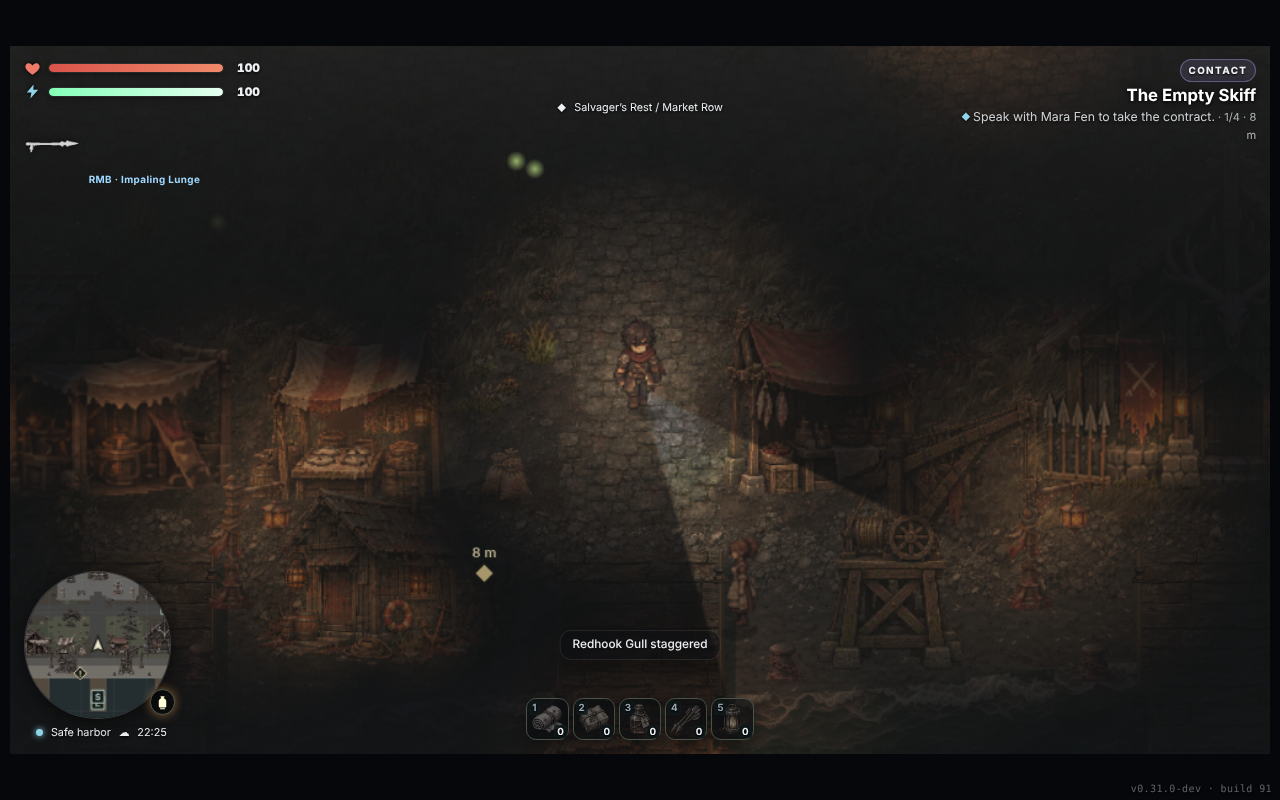 100
100
RMB · Impaling Lunge
Salvager's Rest / Market Row
CONTACT
The Empty Skiff
Speak with Mara Fen to take the contract. · 1/4 · 8
m
8 m
Redhook Gull staggered
1 0
2 0
3 0
4 0
5 0
$
Safe harbor 22:25
v0.31.0-dev · build 91